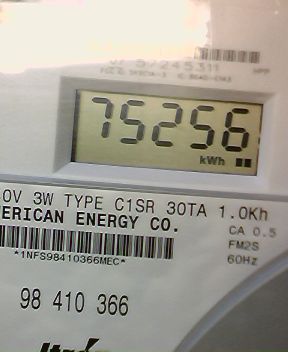 57245311
75256
kWh
0V 3W TYPE C1SR 30TA 1.0Kh
ERICAN ENERGY CO.
CA 0.5
FM2S
60Hz
*1NFS98410366MEC*
98 410 366